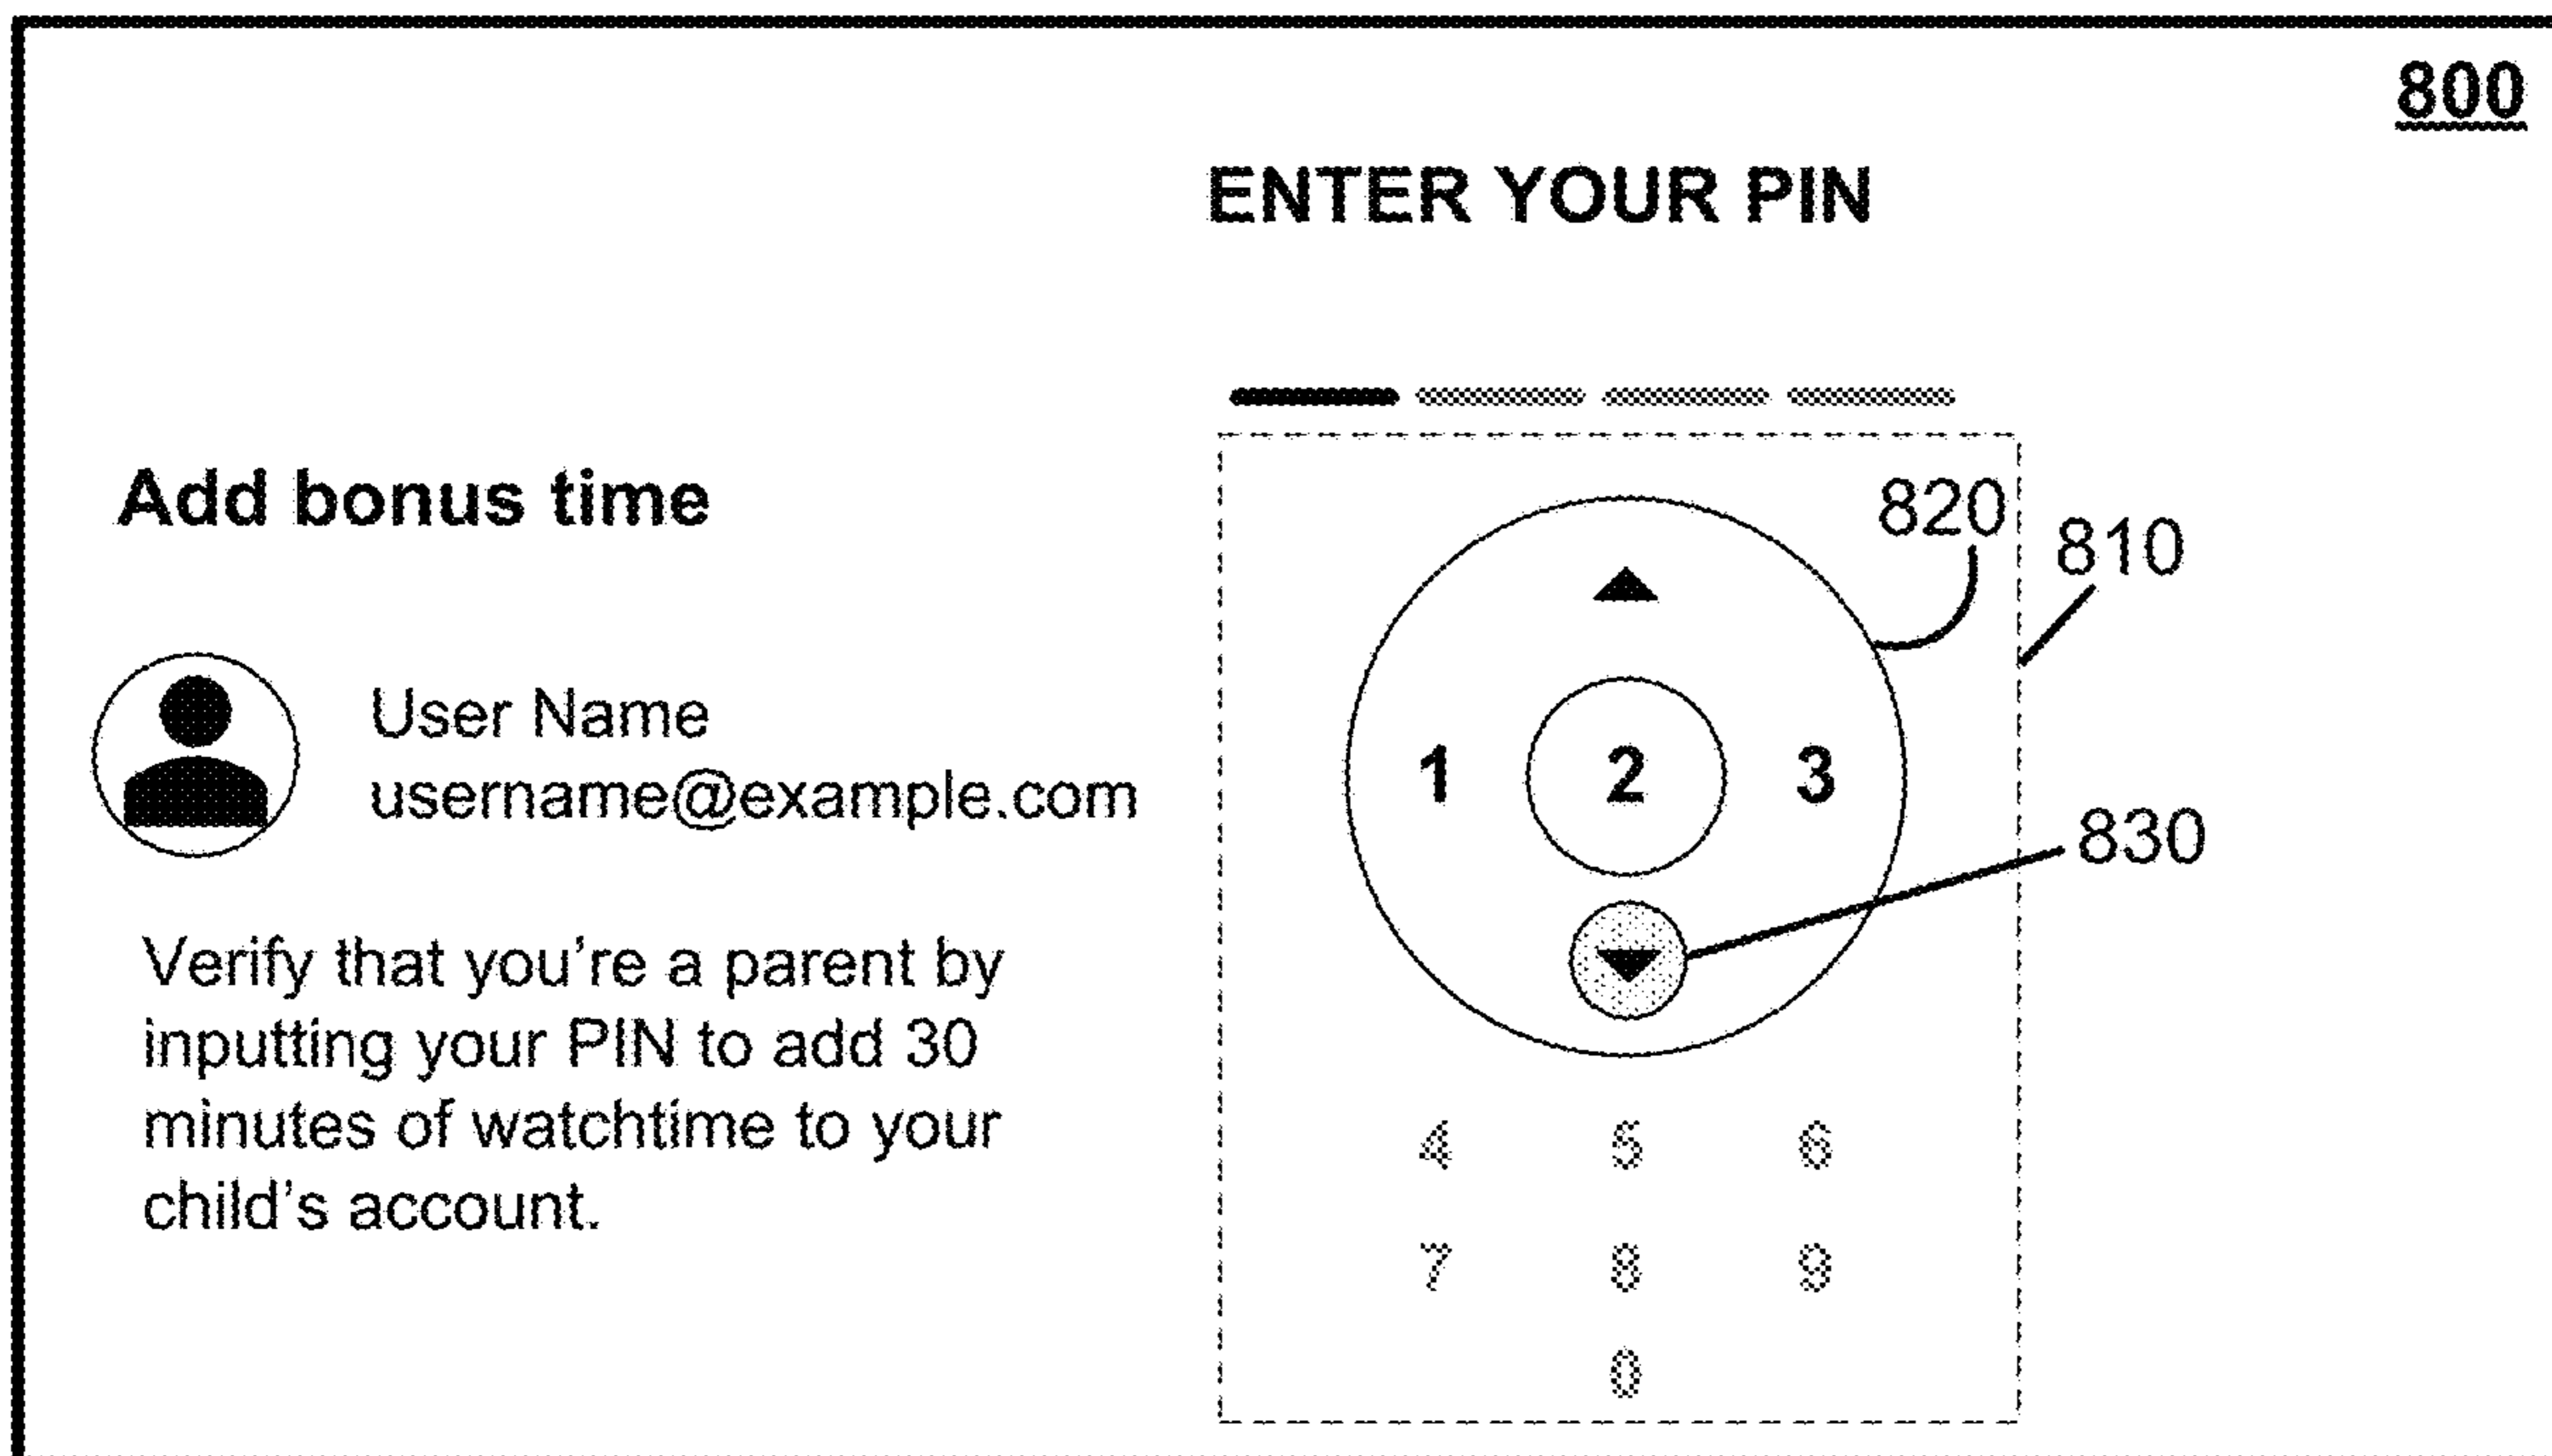 800
ENTER YOUR PIN
Add bonus time
User Name
username@example.com
Verify that you're a parent by
inputting your PIN to add 30
minutes of watchtime to your
child's account.
820
810
1 2 3
830
4 5 6
7 8 9
0